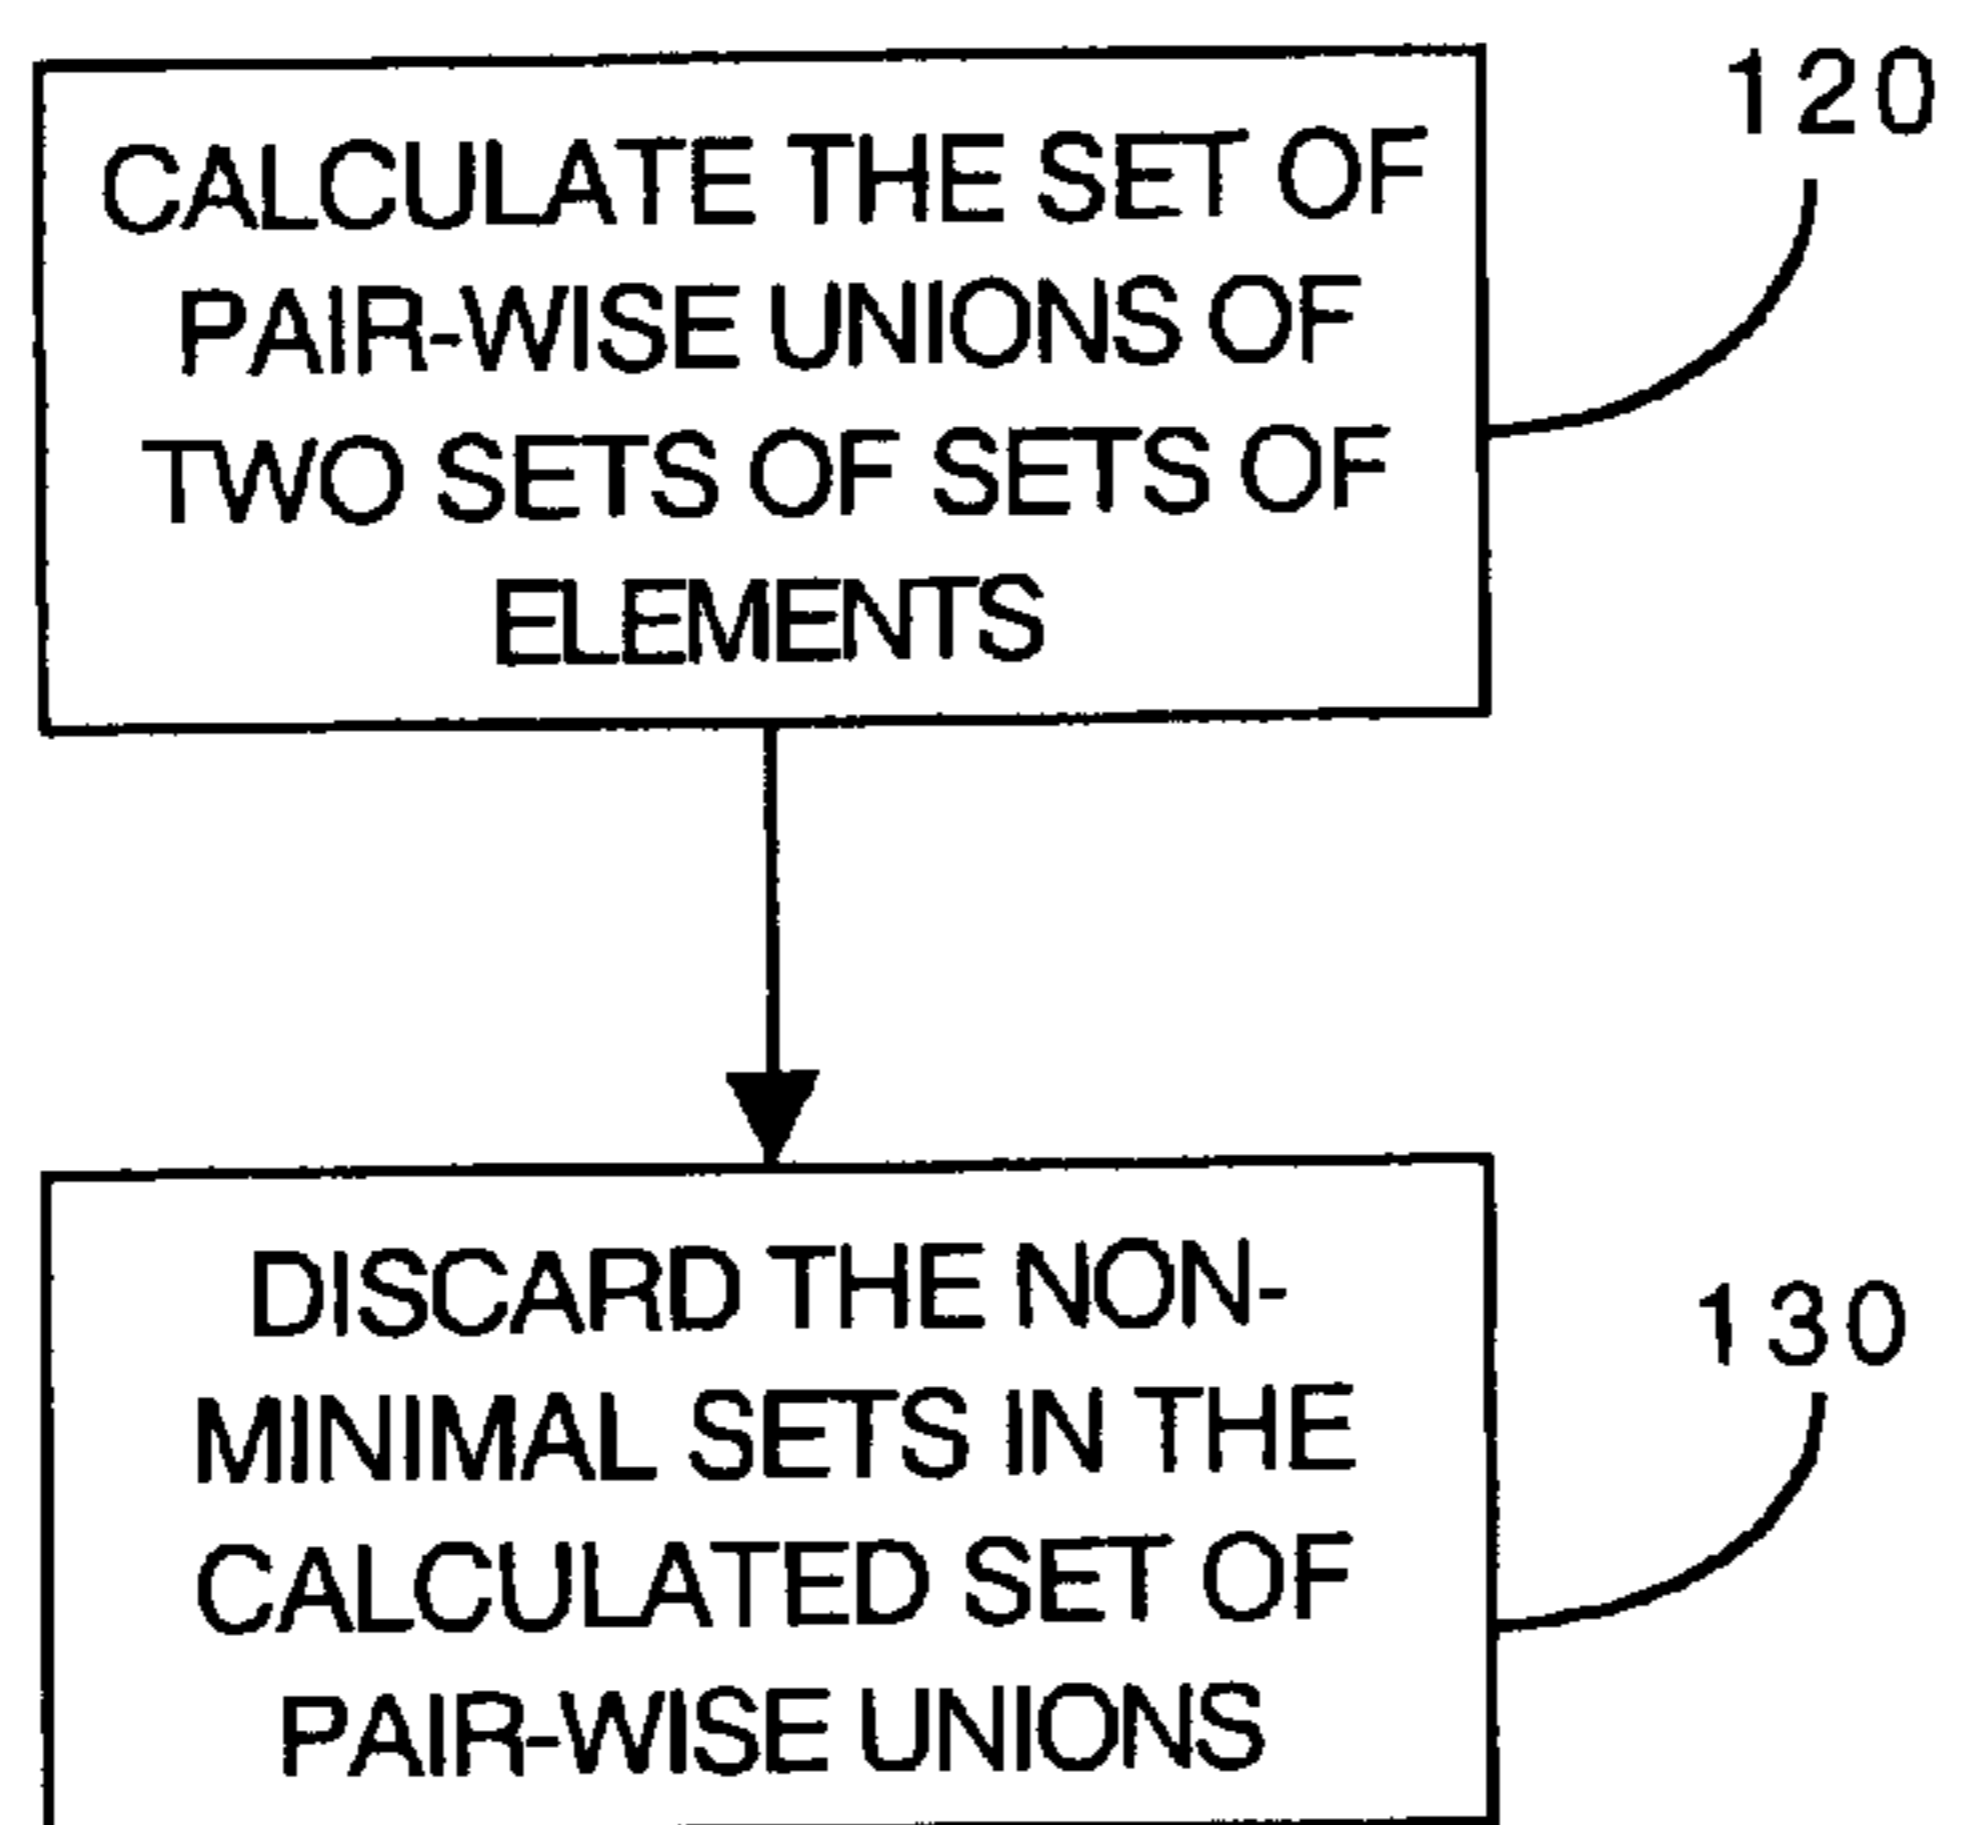 120
CALCULATE THE SET OF
PAIR-WISE UNIONS OF
TWO SETS OF SETS OF
ELEMENTS
130
DISCARD THE NON-
MINIMAL SETS IN THE
CALCULATED SET OF
PAIR-WISE UNIONS